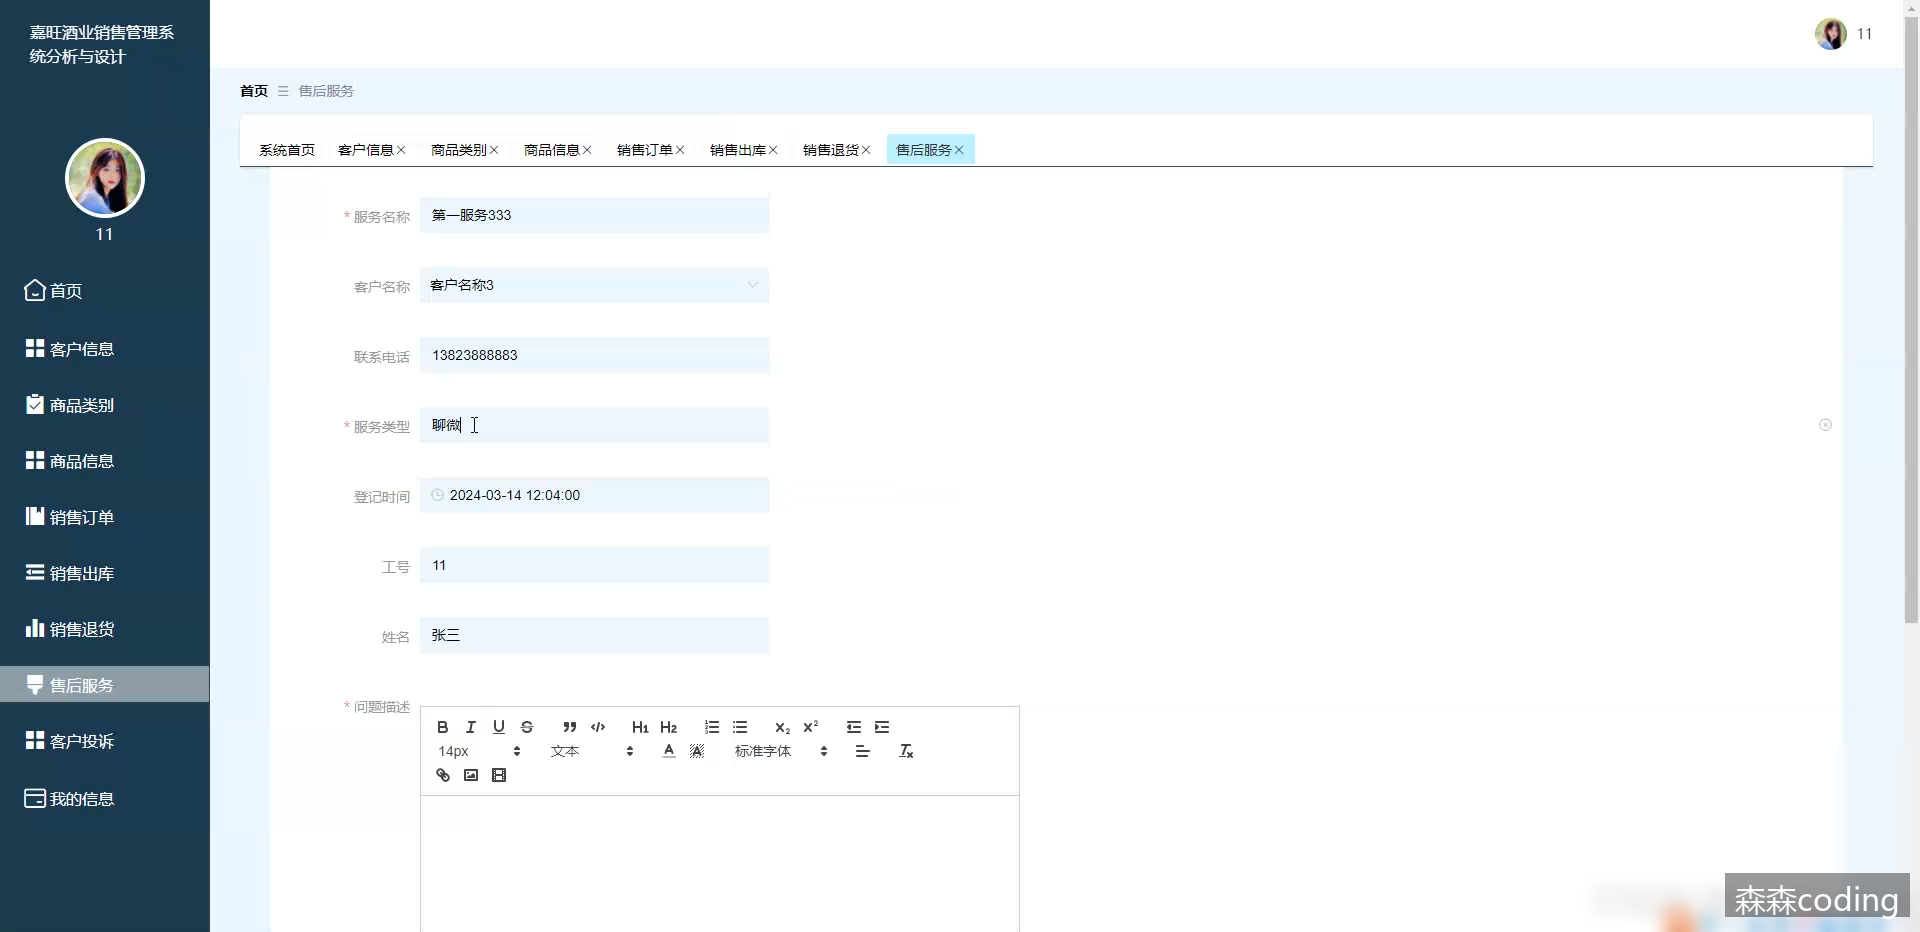 嘉旺酒业销售管理系
统分析与设计
11
11
首页
客户信息
商品类别
商品信息
销售订单
销售出库
销售退货
售后服务
客户投诉
我的信息
首页 售后服务
系统首页 客户信息 商品类别 商品信息 销售订单 销售出库 销售退货 售后服务
* 服务名称 第一服务333
客户名称 客户名称3
联系电话 13823888883
* 服务类型 聊微
登记时间 2024-03-14 12:04:00
工号 11
姓名 张三
* 问题描述
B I U S H1 H2 X2 X2
14px 文本 A A 标准字体 Tx
森森coding